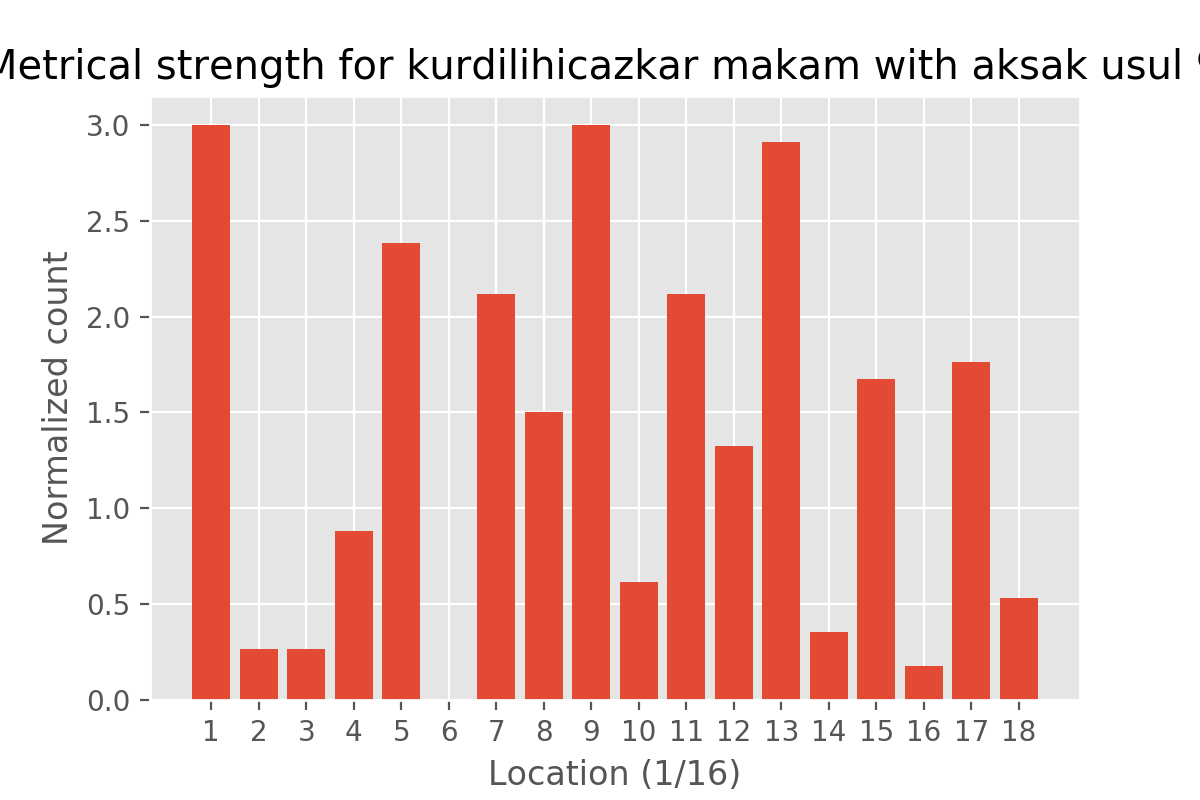 Metrical strength for kurdilihicazkar makam with aksak usul
3.0
2.5
2.0
1.5
1.0
0.5
0.0
Normalized count
1 2 3 4 5 6 7 8 9 10 11 12 13 14 15 16 17 18
Location (1/16)